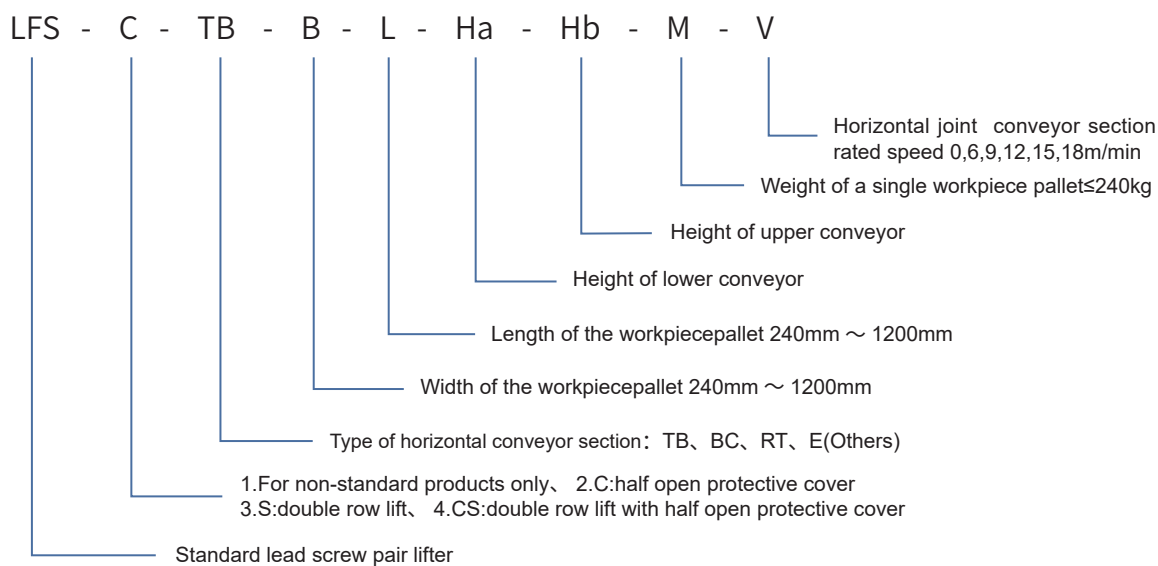 LFS - C - TB - B - L - Ha - Hb - M - V
Horizontal joint conveyor section
rated speed 0,6,9,12,15,18m/min
Weight of a single workpiece pallet≤240kg
Height of upper conveyor
Height of lower conveyor
Length of the workpiecepallet 240mm ～ 1200mm
Width of the workpiecepallet 240mm ～ 1200mm
Type of horizontal conveyor section：TB、BC、RT、E(Others)
1.For non-standard products only、 2.C:half open protective cover
3.S:double row lift、 4.CS:double row lift with half open protective cover
Standard lead screw pair lifter